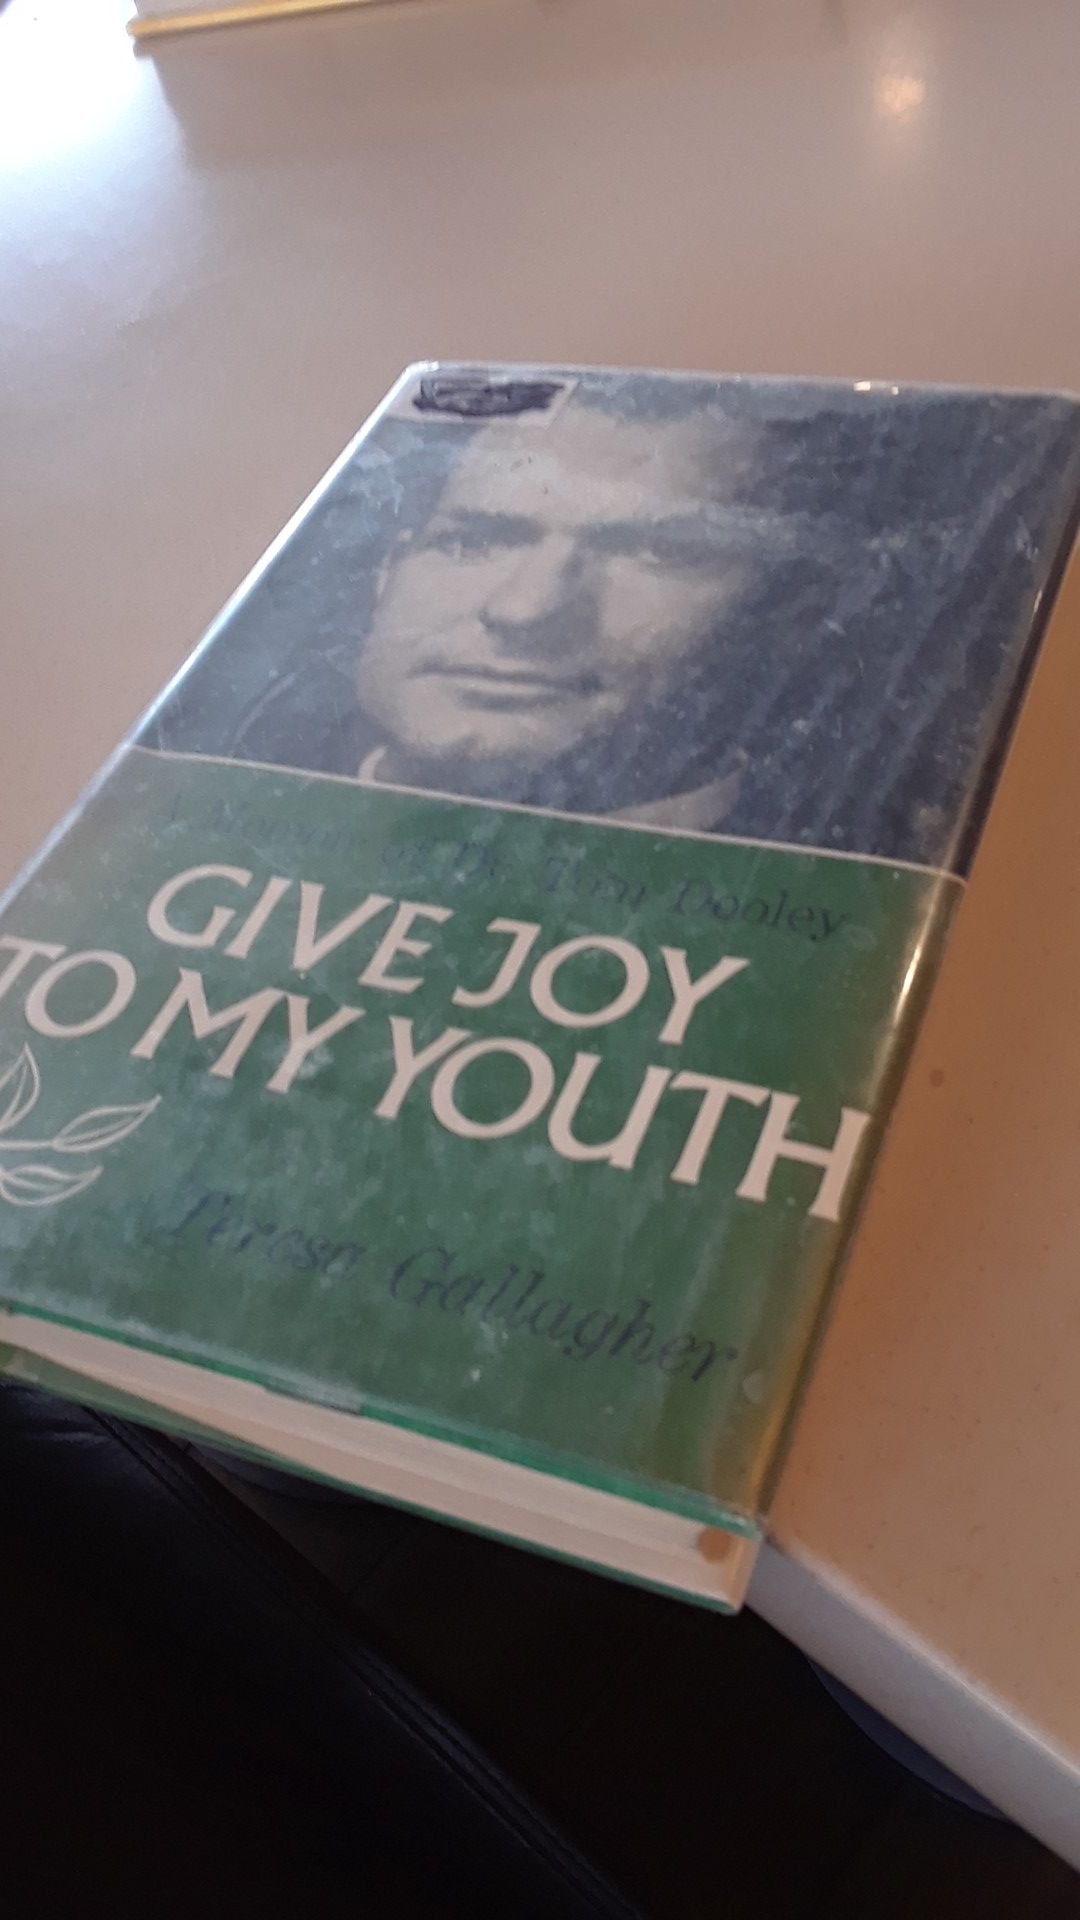 A Memoir of Dr. Tom Dooley
GIVE JOY
TO MY YOUTH
Teresa Gallagher